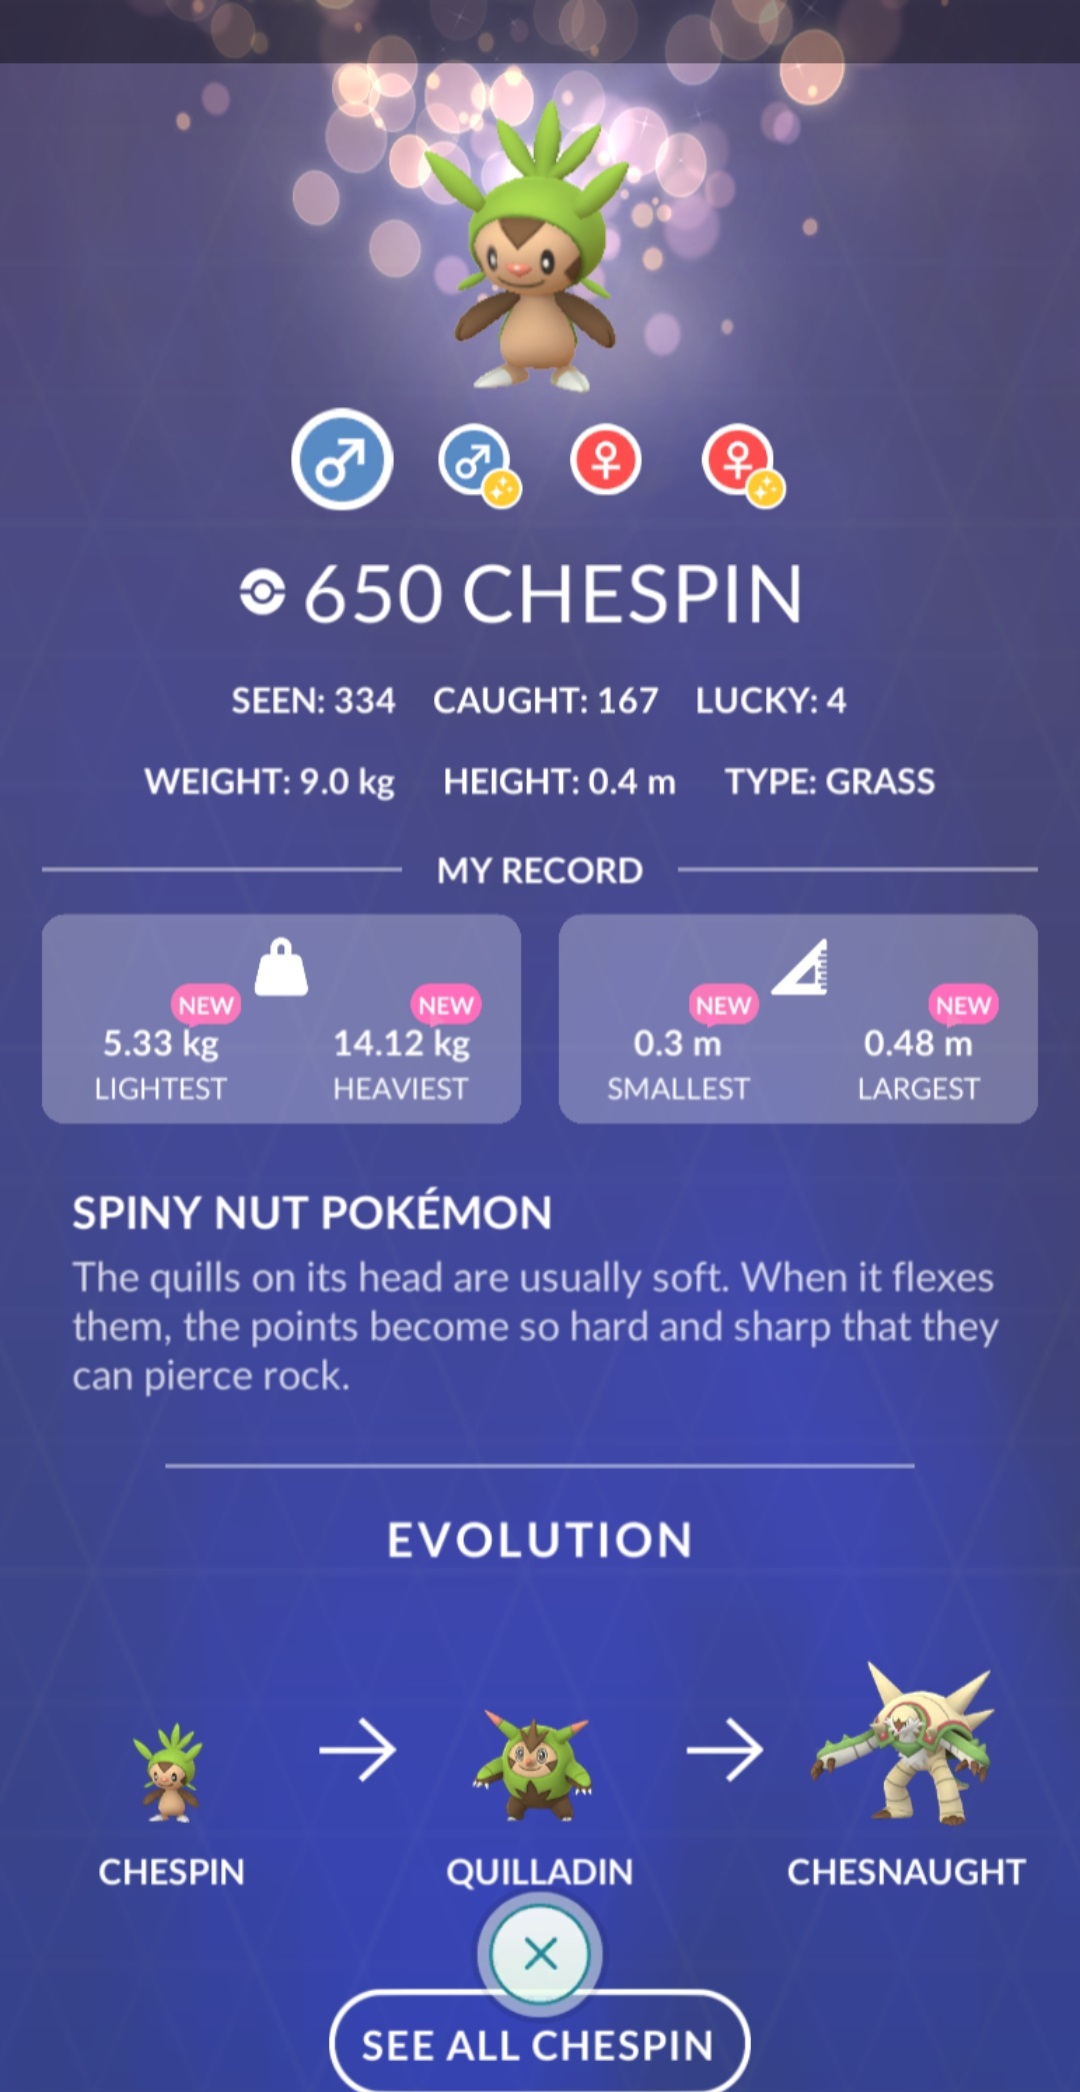 650 CHESPIN
SEEN: 334 CAUGHT: 167 LUCKY: 4
WEIGHT: 9.0 kg HEIGHT: 0.4 m TYPE: GRASS
MY RECORD
NEW NEW NEW NEW
5.33 kg 14.12 kg 0.3 m 0.48 m
LIGHTEST HEAVIEST SMALLEST LARGEST
SPINY NUT POKÉMON
The quills on its head are usually soft. When it flexes
them, the points become so hard and sharp that they
can pierce rock.
EVOLUTION
CHESPIN QUILLADIN CHESNAUGHT
SEE ALL CHESPIN